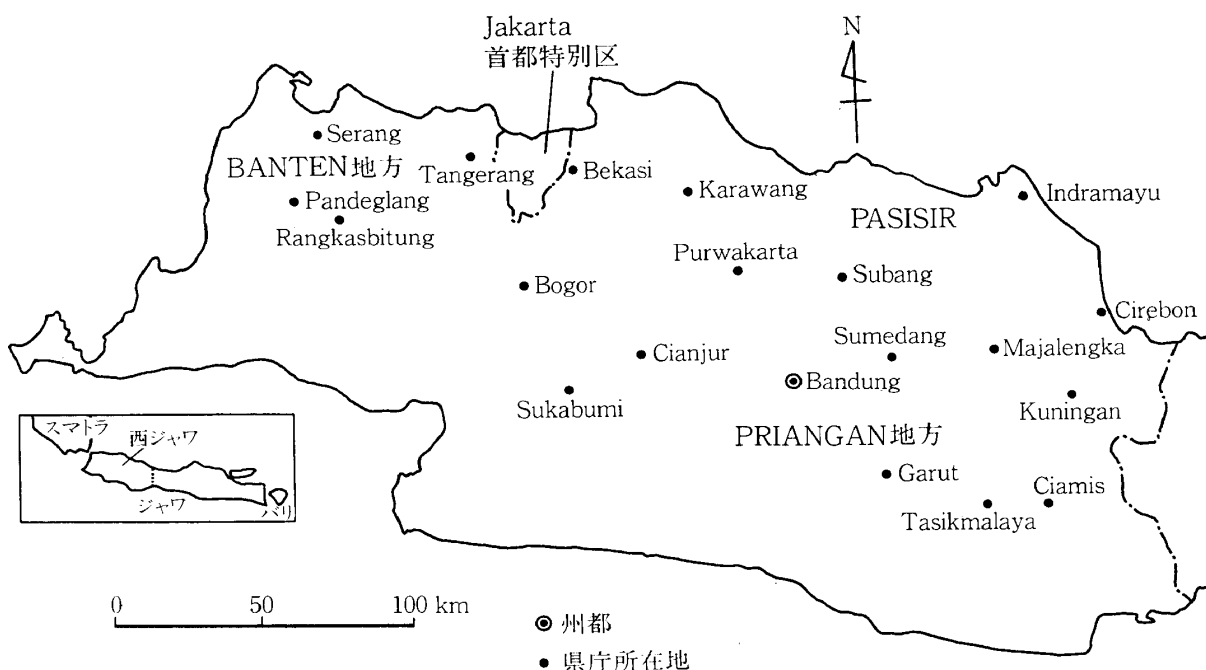 Jakarta
首都特別区
N
Serang
BANTEN地方
Tangerang
Bekasi
Pandeglang
Rangkasbitung
Karawang
Indramayu
PASISIR
Purwakarta
Subang
Bogor
Cirebon
Cianjur
Sumedang
Majalengka
Bandung
Sukabumi
Kuningan
PRIANGAN地方
Garut
Ciamis
Tasikmalaya
スマトラ
西ジャワ
ジャワ
バリ
0 50 100 km
州都
県庁所在地